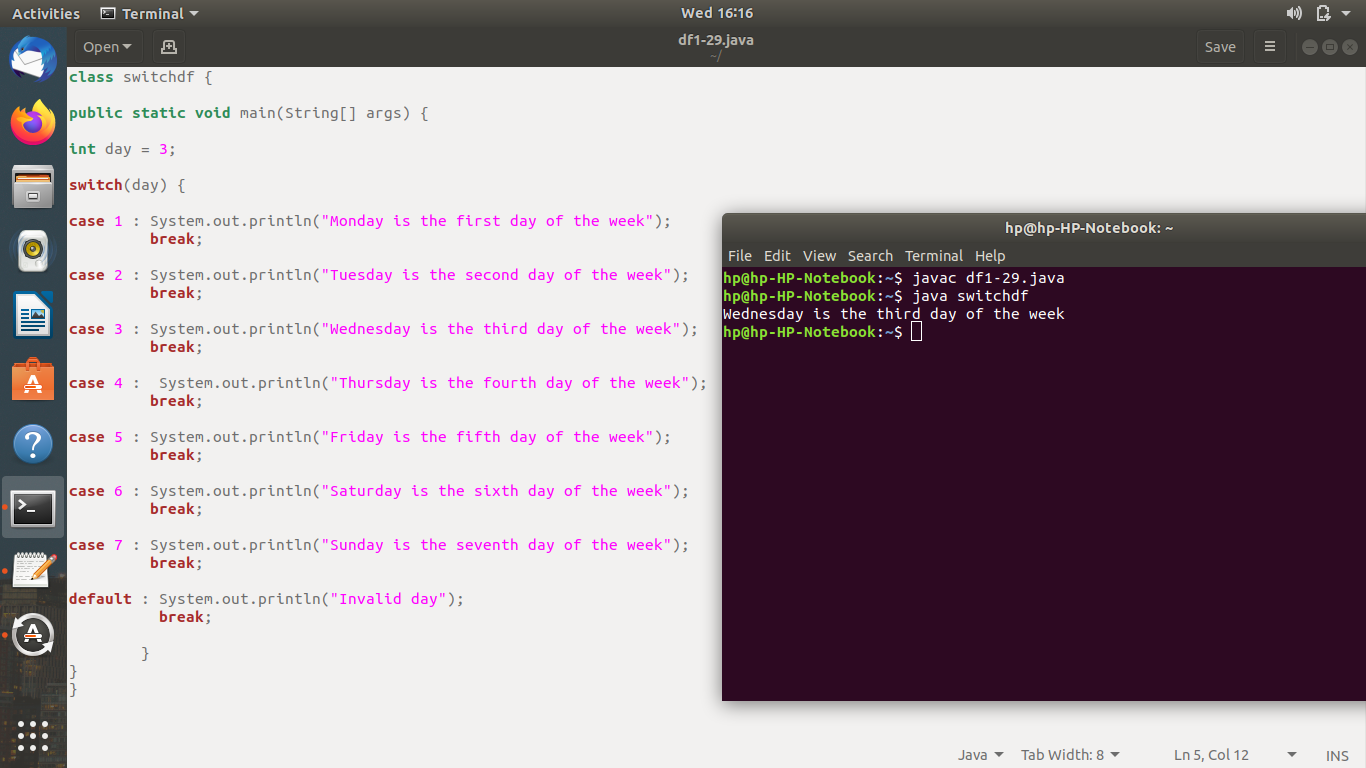 Activities Terminal Wed 16:16
Open df1-29.java Save
~/
class switchdf {
public static void main(String[] args) {
int day = 3;
switch(day) {
case 1 : System.out.println("Monday is the first day of the week");
break;
case 2 : System.out.println("Tuesday is the second day of the week");
break;
case 3 : System.out.println("Wednesday is the third day of the week");
break;
case 4 :  System.out.println("Thursday is the fourth day of the week");
break;
case 5 : System.out.println("Friday is the fifth day of the week");
break;
case 6 : System.out.println("Saturday is the sixth day of the week");
break;
case 7 : System.out.println("Sunday is the seventh day of the week");
break;
default : System.out.println("Invalid day");
break;
}
}
}
hp@hp-HP-Notebook: ~
File Edit View Search Terminal Help
hp@hp-HP-Notebook:~$ javac df1-29.java
hp@hp-HP-Notebook:~$ java switchdf
Wednesday is the third day of the week
hp@hp-HP-Notebook:~$
Java Tab Width: 8 Ln 5, Col 12 INS